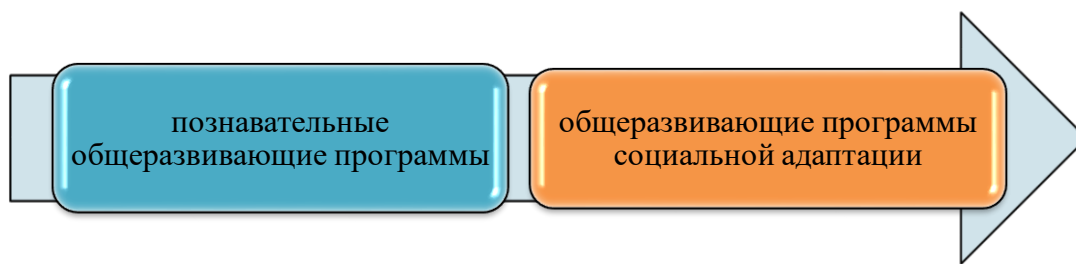 познавательные
общеразвивающие программы
общеразвивающие программы
социальной адаптации